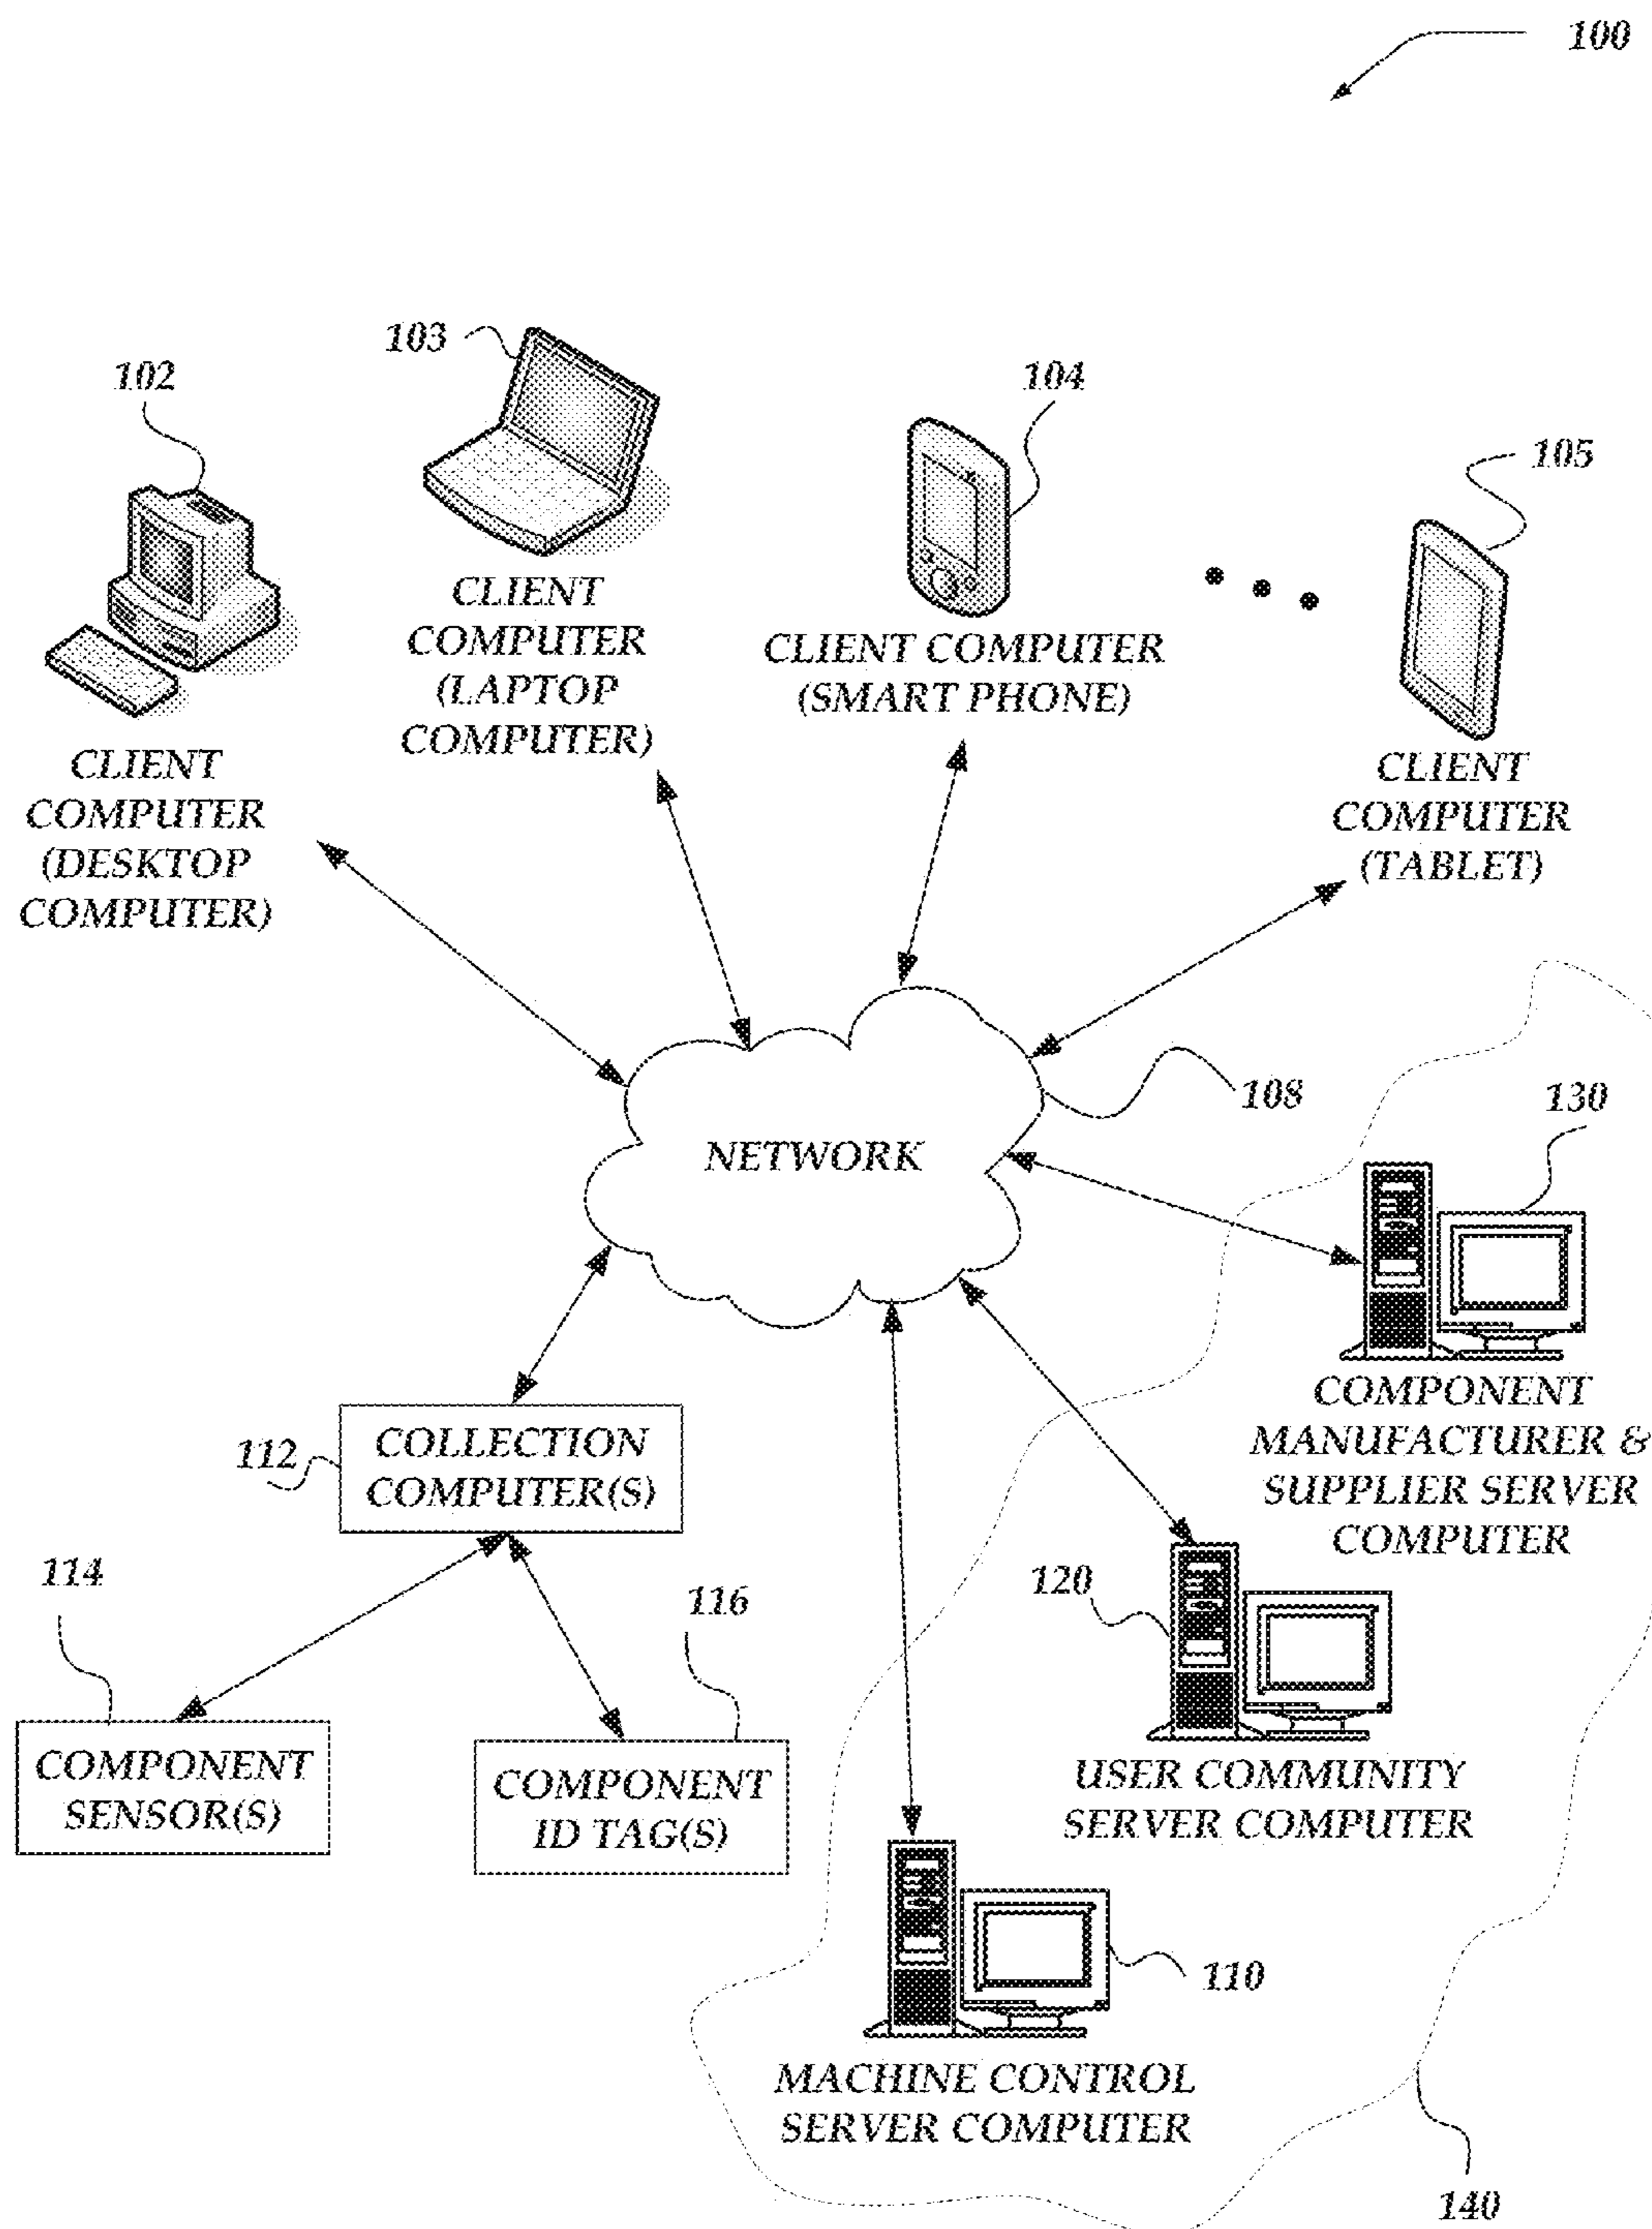 100
103
102
104
105
CLIENT
COMPUTER
(LAPTOP
COMPUTER)
CLIENT COMPUTER
(SMART PHONE)
CLIENT
COMPUTER
(DESKTOP
COMPUTER)
CLIENT
COMPUTER
(TABLET)
108
130
NETWORK
COMPONENT
MANUFACTURER &
SUPPLIER SERVER
COMPUTER
112
COLLECTION
COMPUTER(S)
114
116
120
COMPONENT
SENSOR(S)
COMPONENT
ID TAG(S)
USER COMMUNITY
SERVER COMPUTER
110
MACHINE CONTROL
SERVER COMPUTER
140